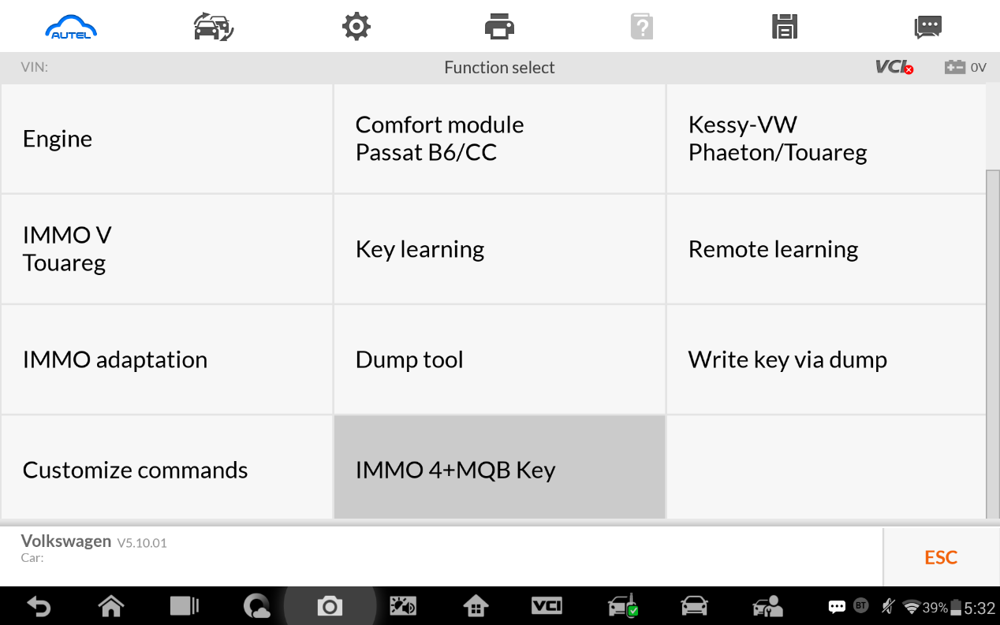 AUTEL
VIN:
Function select
VCI
0V
Engine
Comfort module
Passat B6/CC
Kessy-VW
Phaeton/Touareg
IMMO V
Touareg
Key learning
Remote learning
IMMO adaptation
Dump tool
Write key via dump
Customize commands
IMMO 4+MQB Key
Volkswagen V5.10.01
Car:
ESC
VCI
BT
39%
5:32